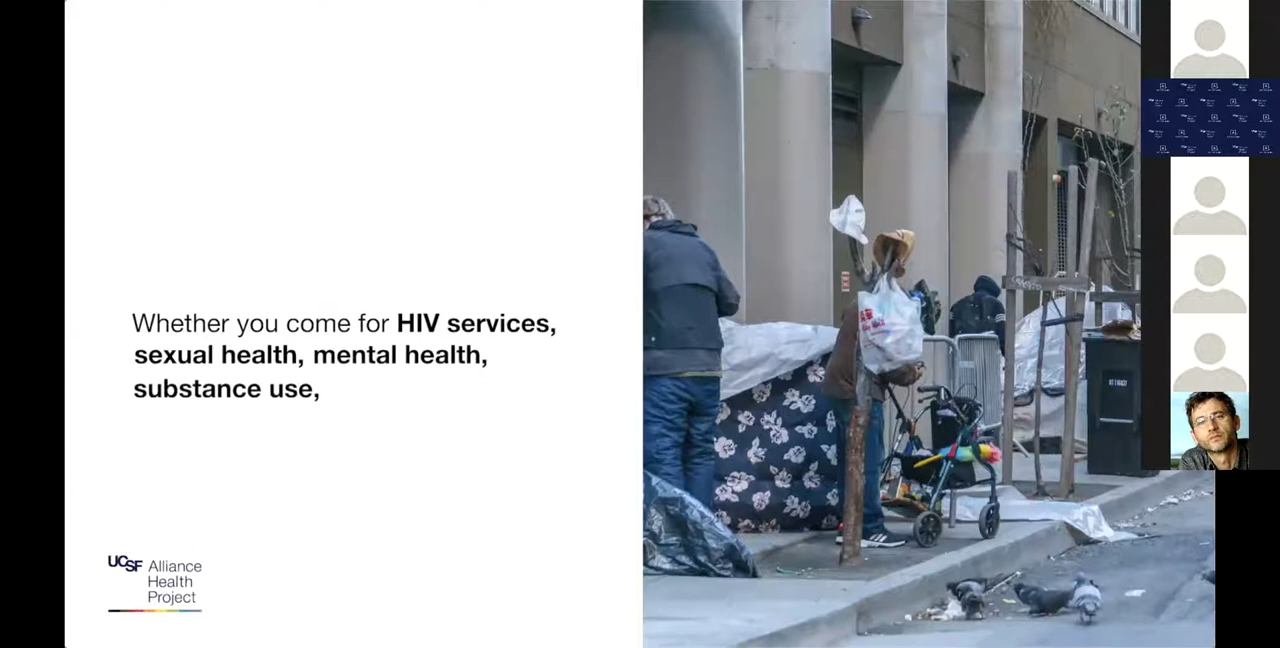 Whether you come for HIV services,
sexual health, mental health,
substance use,
UCSF Alliance
Health
Project